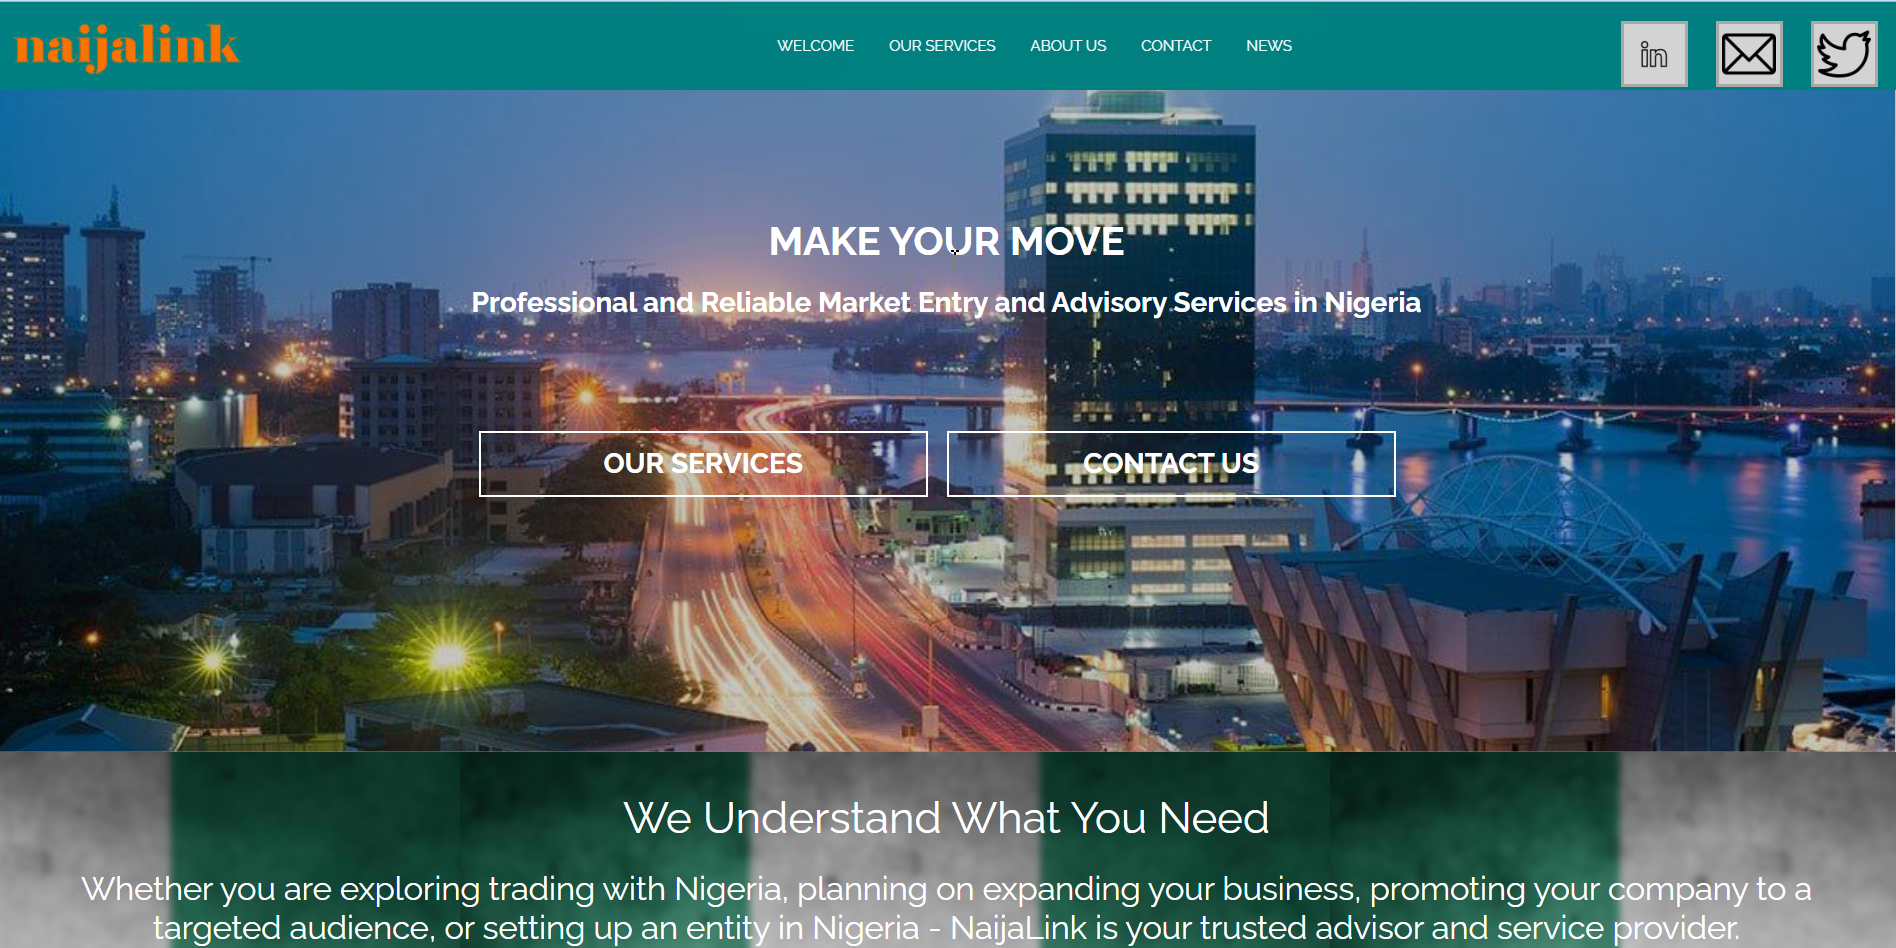 naijalink
WELCOME
OUR SERVICES
ABOUT US
CONTACT
NEWS
in
MAKE YOUR MOVE
Professional and Reliable Market Entry and Advisory Services in Nigeria
OUR SERVICES
CONTACT US
We Understand What You Need
Whether you are exploring trading with Nigeria, planning on expanding your business, promoting your company to a
targeted audience, or setting up an entity in Nigeria - NaijaLink is your trusted advisor and service provider.